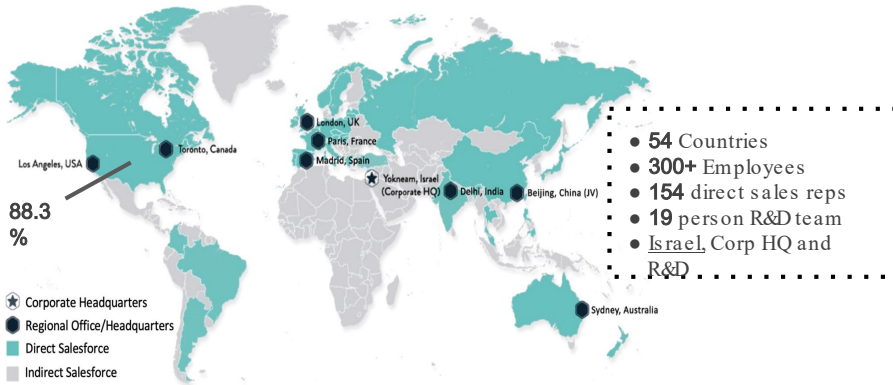 London, UK
Paris, France
Madrid, Spain
Toronto, Canada
Los Angeles, USA
Yokneam, Israel
(Corporate HQ)
Delhi, India
Beijing, China (JV)
Sydney, Australia
88.3
%
Corporate Headquarters
Regional Office/Headquarters
Direct Salesforce
Indirect Salesforce
• 54 Countries
• 300+ Employees
• 154 direct sales reps
• 19 person R&D team
• Israel, Corp HQ and
R&D